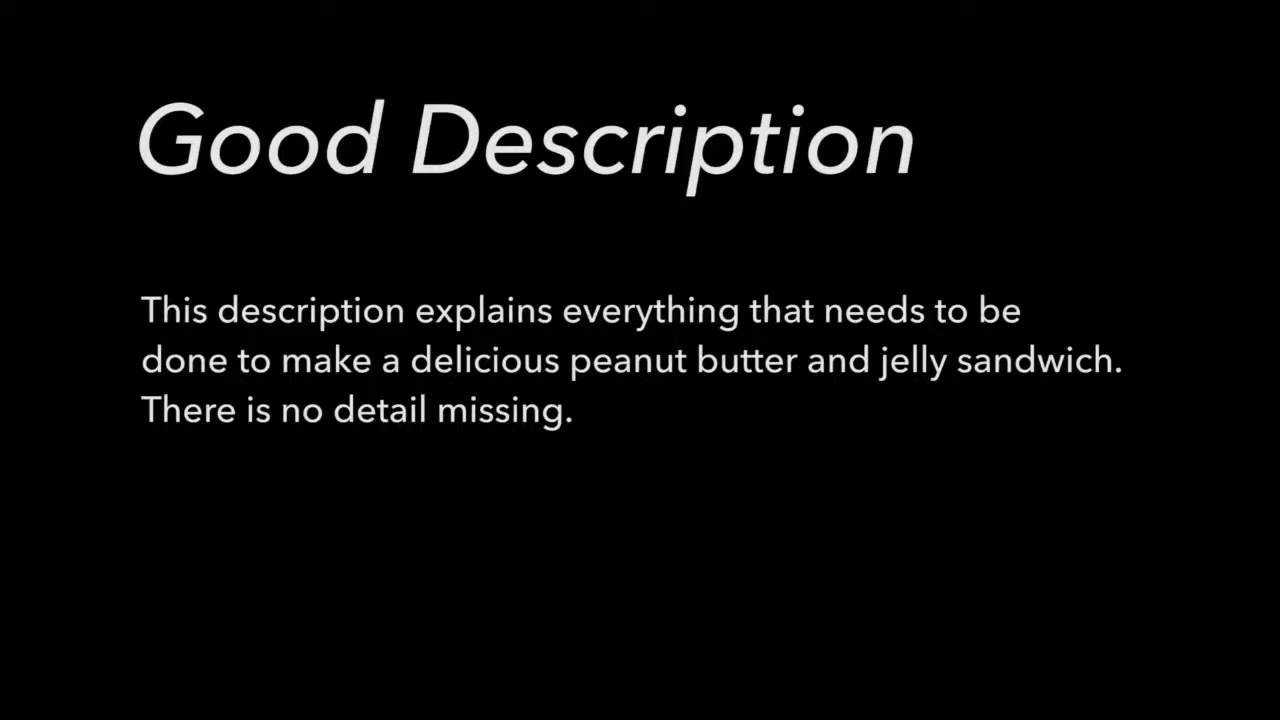 Good Description
This description explains everything that needs to be
done to make a delicious peanut butter and jelly sandwich.
There is no detail missing.